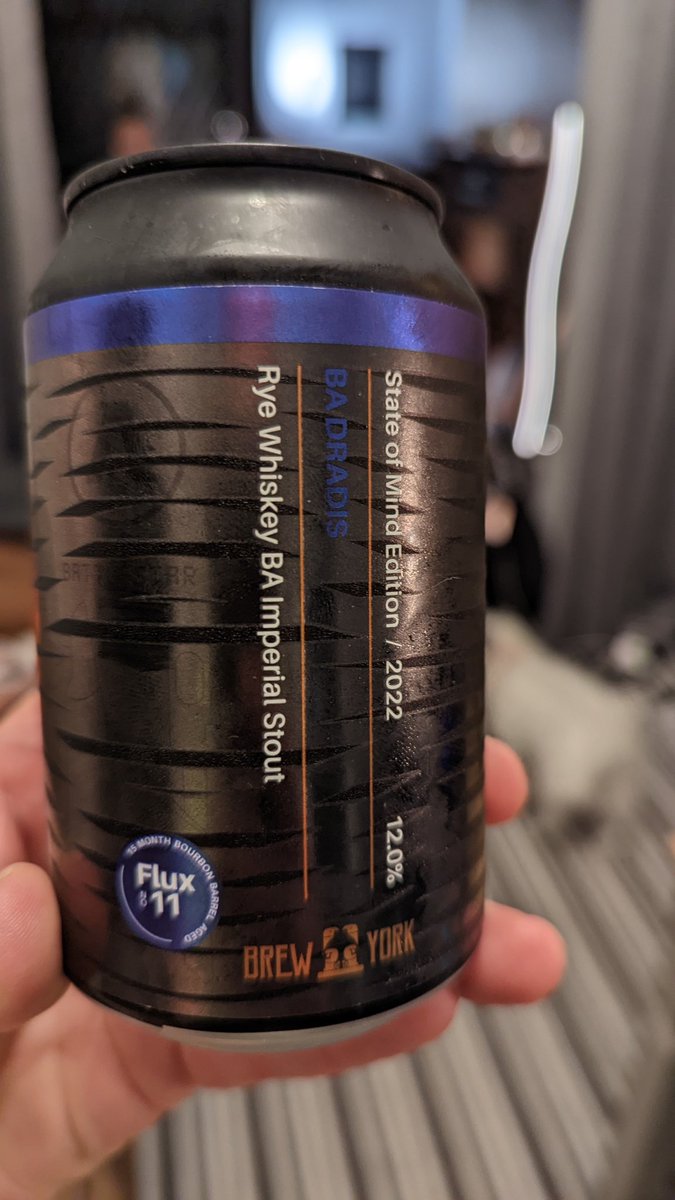 State of Mind Edition / 2022 12.0%
BA DRADIS
Rye Whiskey BA Imperial Stout
15 MONTH BOURBON BARREL AGED
Flux
NO 11
BREW YORK